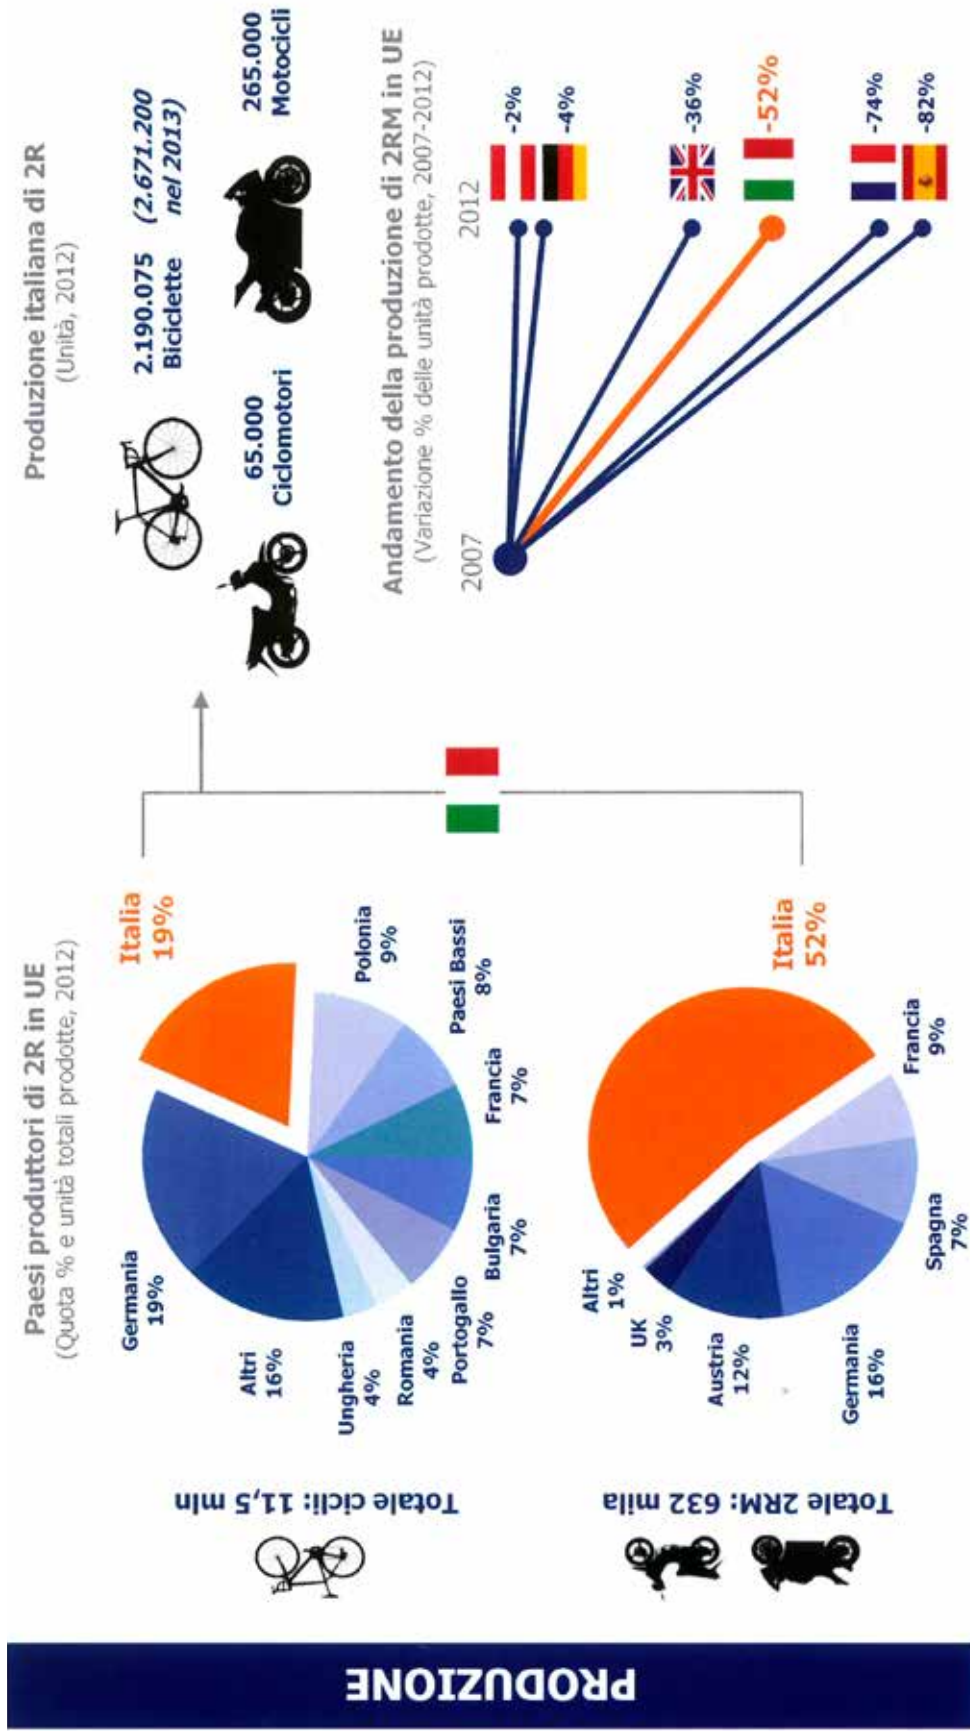 PRODUZIONE
Paesi produttori di 2R in UE
(Quota % e unità totali prodotte, 2012)
Totale cicli: 11,5 mln
Germania
19%
Italia
19%
Altri
16%
Polonia
9%
Ungheria
4%
Paesi Bassi
8%
Romania
4%
Francia
7%
Portogallo
7%
Bulgaria
7%
Totale 2RM: 632 mila
Altri
1%
UK
3%
Italia
52%
Austria
12%
Francia
9%
Germania
16%
Spagna
7%
Produzione italiana di 2R
(Unità, 2012)
2.190.075
Biciclette
(2.671.200
nel 2013)
65.000
Ciclomotori
265.000
Motocicli
Andamento della produzione di 2RM in UE
(Variazione % delle unità prodotte, 2007-2012)
2007
2012
-2%
-4%
-36%
-52%
-74%
-82%